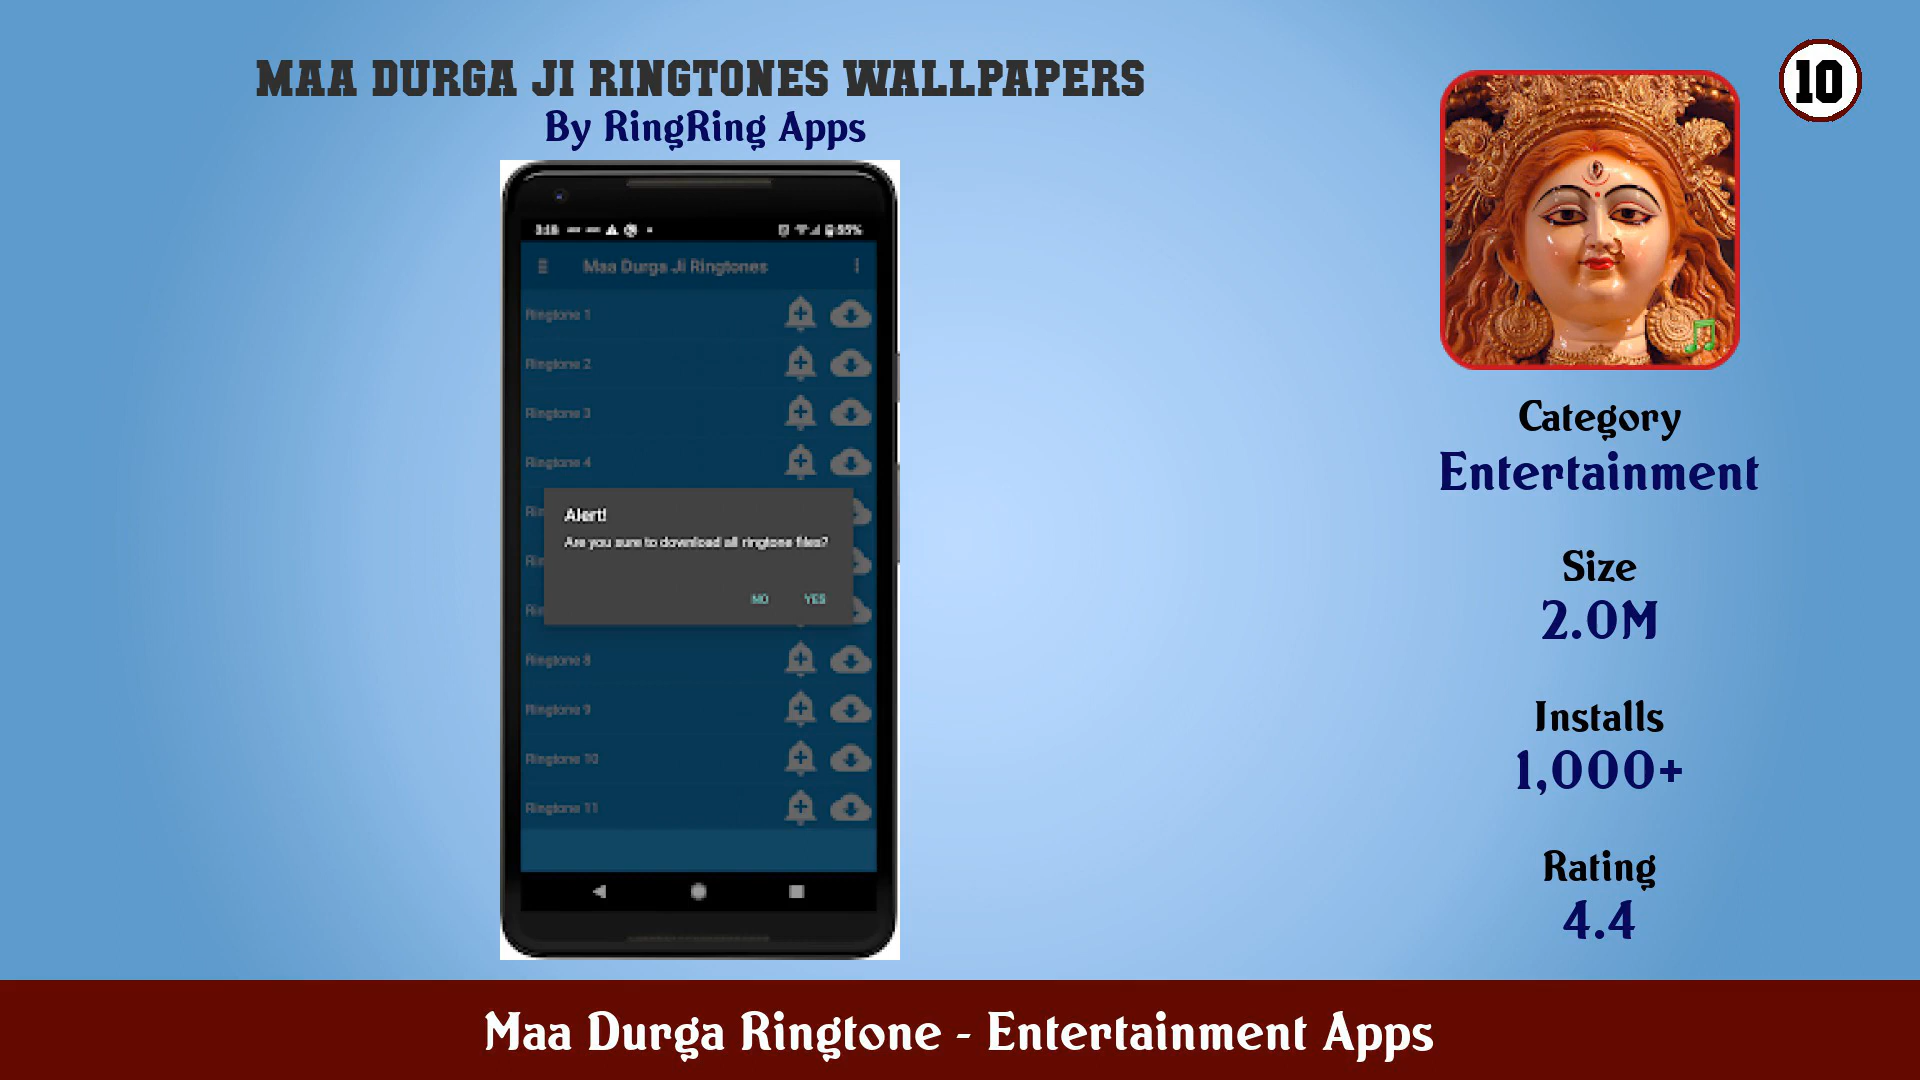 MAA DURGA JI RINGTONES WALLPAPERS
By RingRing Apps
10
Maa Durga Ji Ringtones
Ringtone 1
Ringtone 2
Ringtone 3
Ringtone 4
Alert!
Are you sure to download all ringtone files?
NO YES
Ringtone 8
Ringtone 9
Ringtone 10
Ringtone 11
Category
Entertainment
Size
2.0M
Installs
1,000+
Rating
4.4
Maa Durga Ringtone - Entertainment Apps